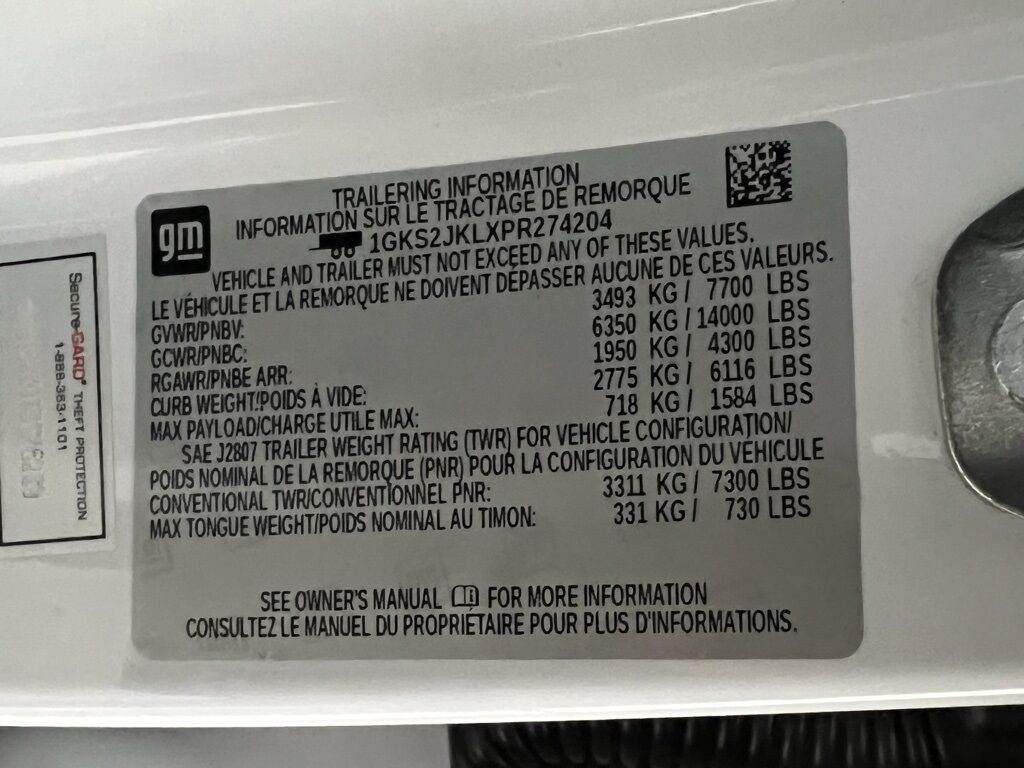 TRAILERING INFORMATION
INFORMATION SUR LE TRACTAGE DE REMORQUE
gm
1GKS2JKLXPR274204
VEHICLE AND TRAILER MUST NOT EXCEED ANY OF THESE VALUES.
LE VÉHICULE ET LA REMORQUE NE DOIVENT DÉPASSER AUCUNE DE CES VALEURS.
GVWR/PNBV: 3493 KG / 7700 LBS
GCWR/PNBC: 6350 KG / 14000 LBS
RGAWR/PNBE ARR: 1950 KG / 4300 LBS
CURB WEIGHT/POIDS À VIDE: 2775 KG / 6116 LBS
MAX PAYLOAD/CHARGE UTILE MAX: 718 KG / 1584 LBS
SAE J2807 TRAILER WEIGHT RATING (TWR) FOR VEHICLE CONFIGURATION/
POIDS NOMINAL DE LA REMORQUE (PNR) POUR LA CONFIGURATION DU VÉHICULE
CONVENTIONAL TWR/CONVENTIONNEL PNR: 3311 KG / 7300 LBS
MAX TONGUE WEIGHT/POIDS NOMINAL AU TIMON: 331 KG / 730 LBS
SEE OWNER'S MANUAL FOR MORE INFORMATION
CONSULTEZ LE MANUEL DU PROPRIÉTAIRE POUR PLUS D'INFORMATIONS.
Secure-GARD® THEFT PROTECTION
1-888-363-1101